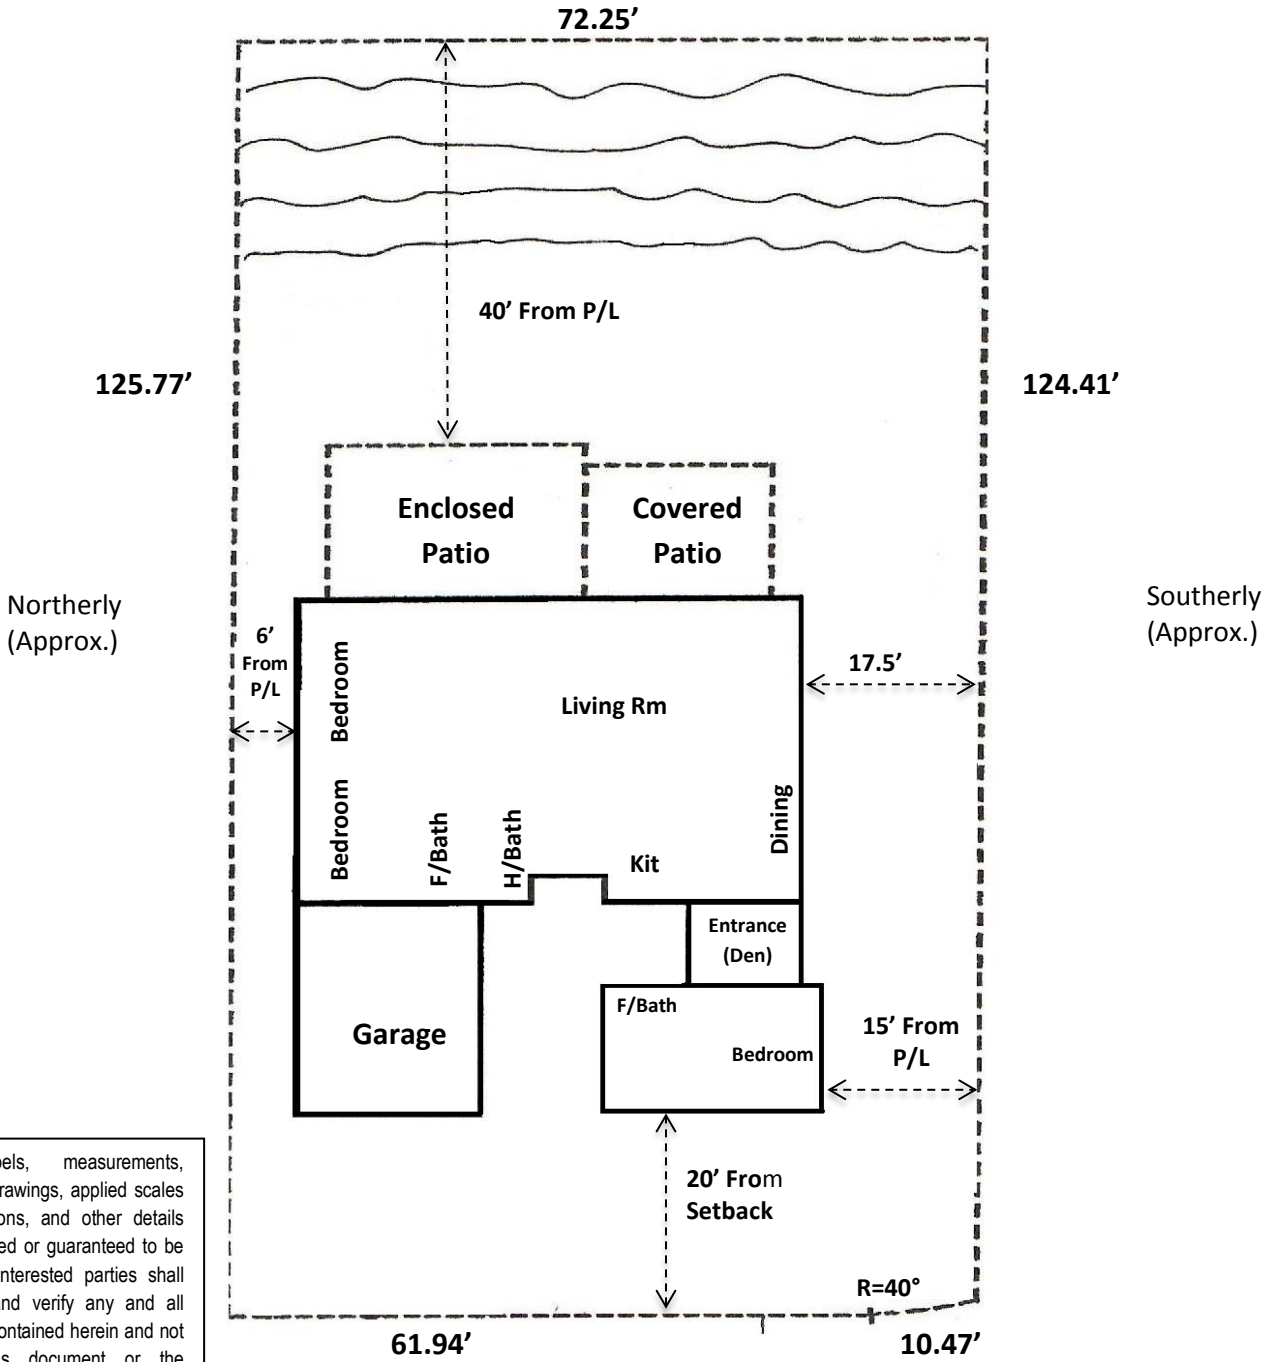 72.25’
40’ From P/L
125.77’
124.41’
Enclosed
Patio
Covered
Patio
Northerly
(Approx.)
Southerly
(Approx.)
6’
From
P/L
Bedroom
Living Rm
17.5’
Bedroom
F/Bath
H/Bath
Kit
Dining
Entrance
(Den)
F/Bath
Bedroom
Garage
15’ From
P/L
20’ From
Setback
measurements,
rawings, applied scales
and other details
or guaranteed to be
nterested parties shall
and verify any and all
ontained herein and not
document or the
R=40°
61.94’
10.47’